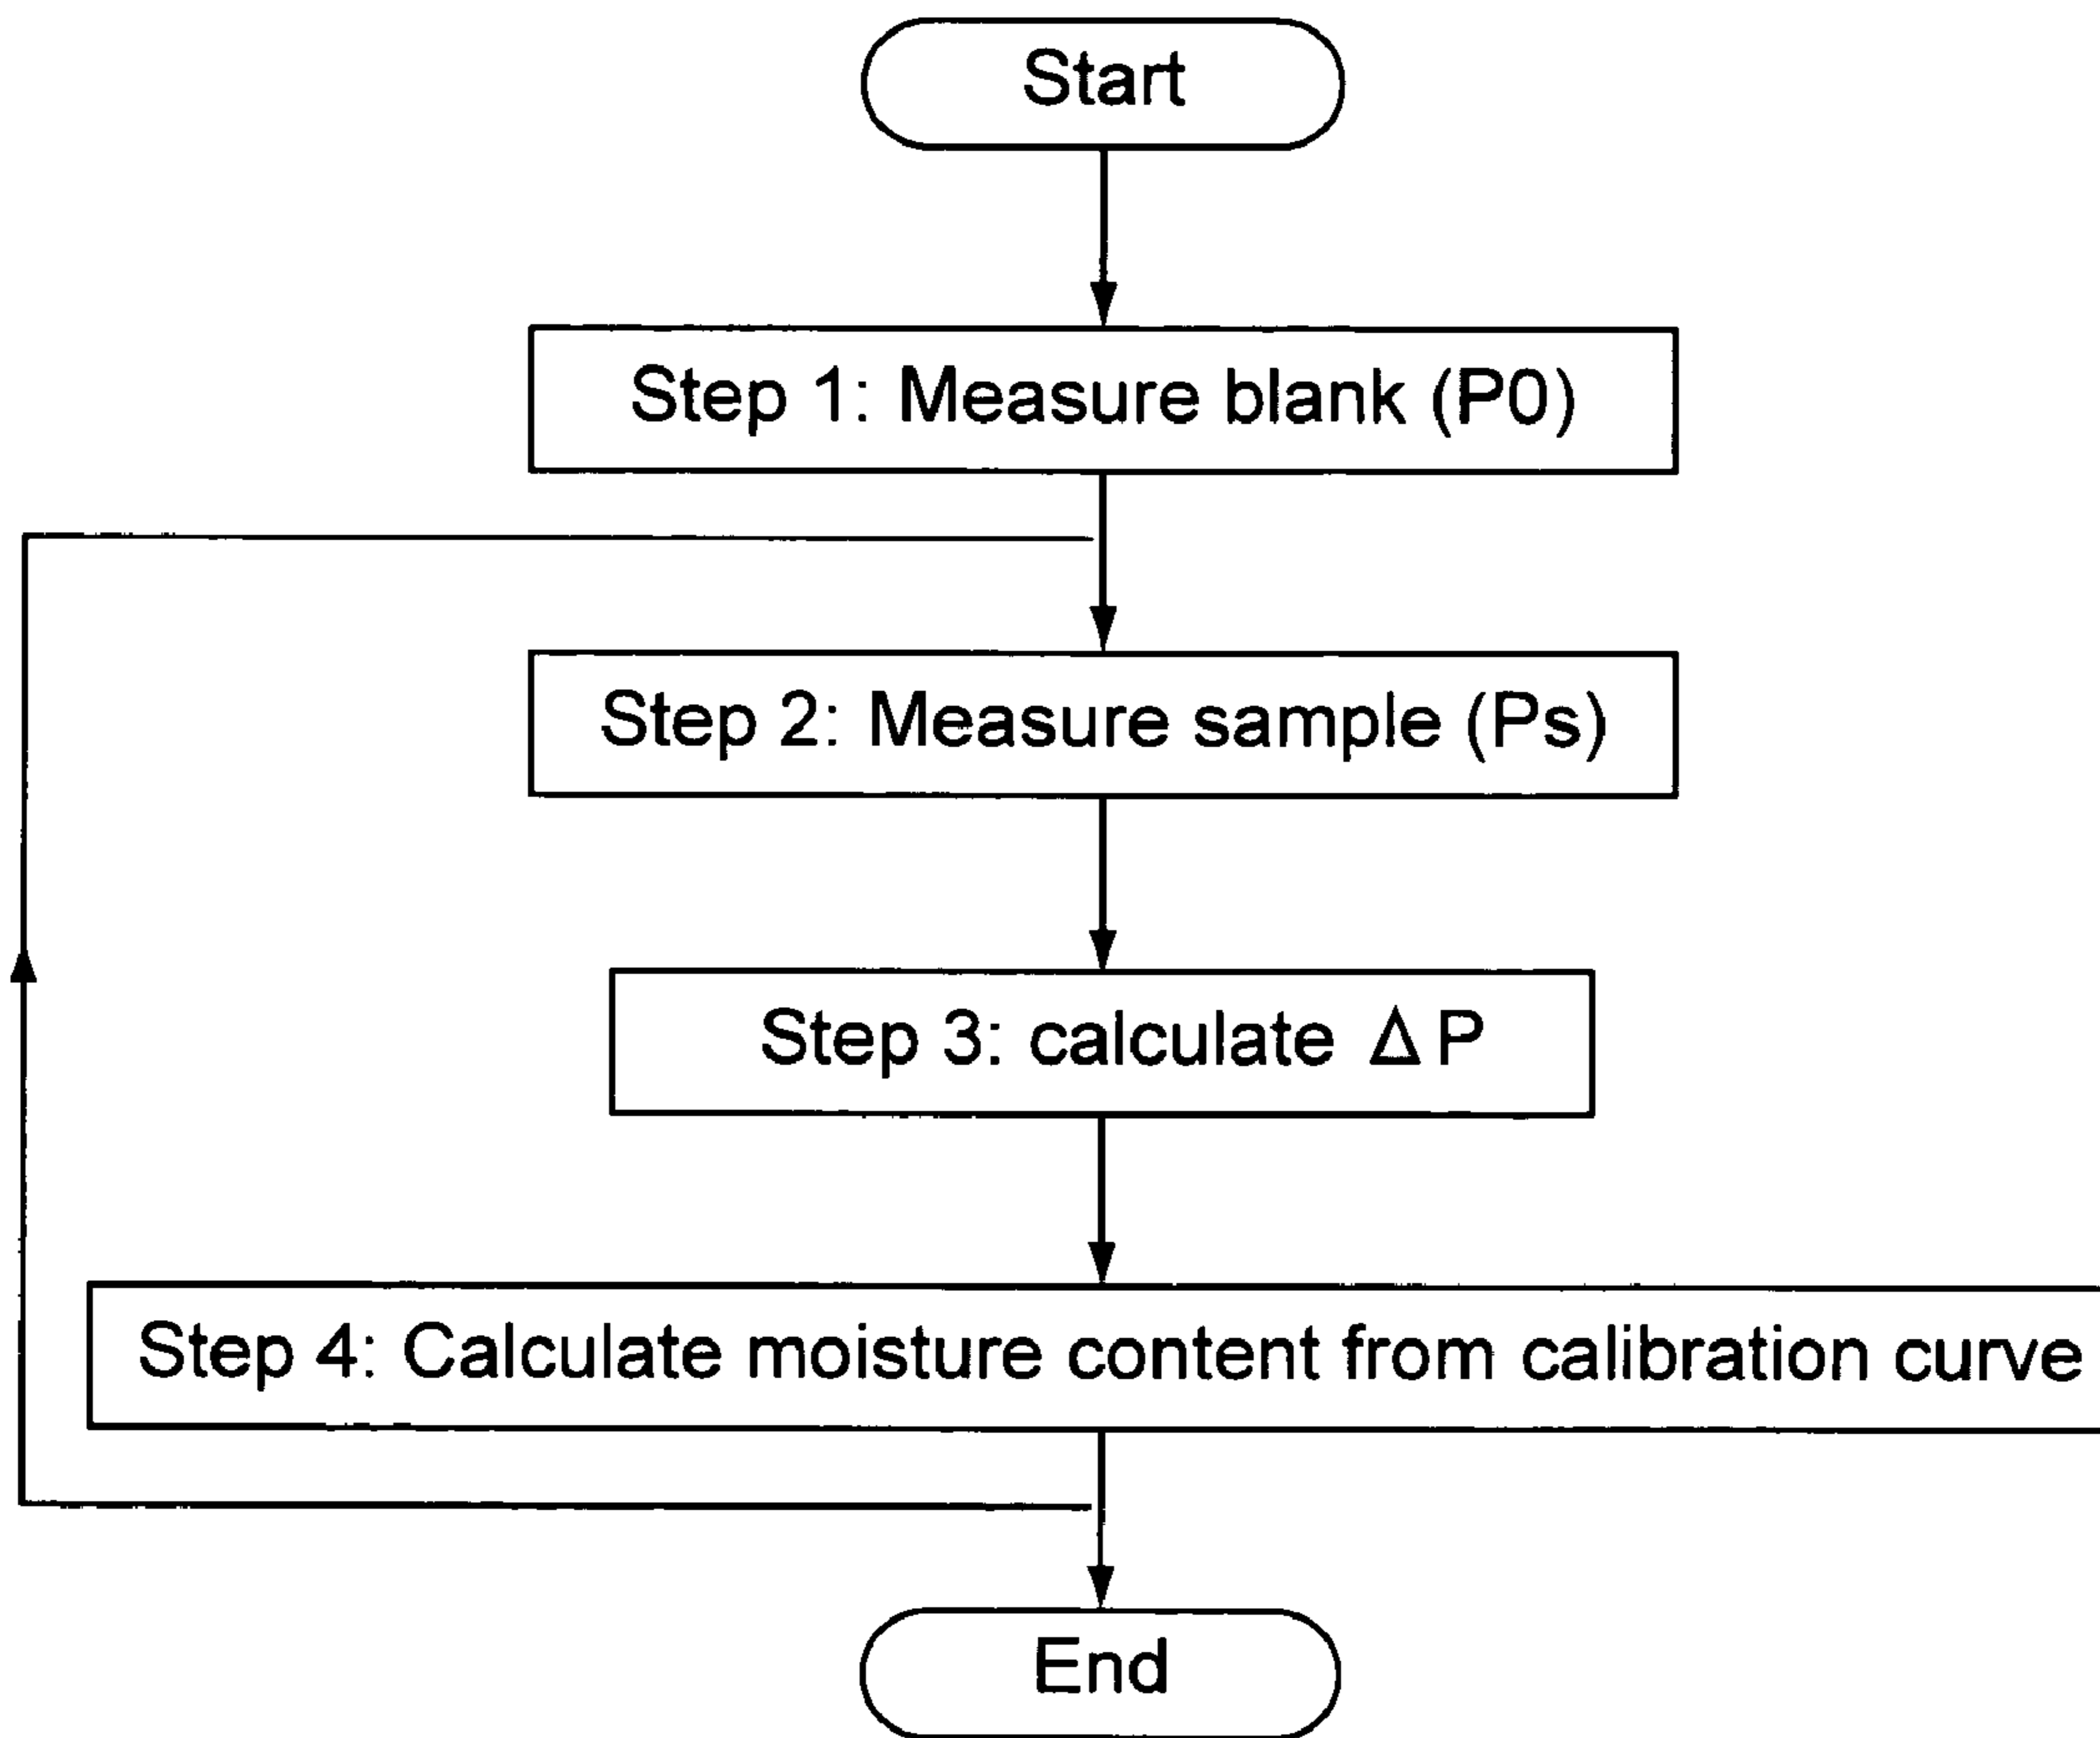 Start
Step 1: Measure blank (P0)
Step 2: Measure sample (Ps)
Step 3: calculate Δ P
Step 4: Calculate moisture content from calibration curve
End